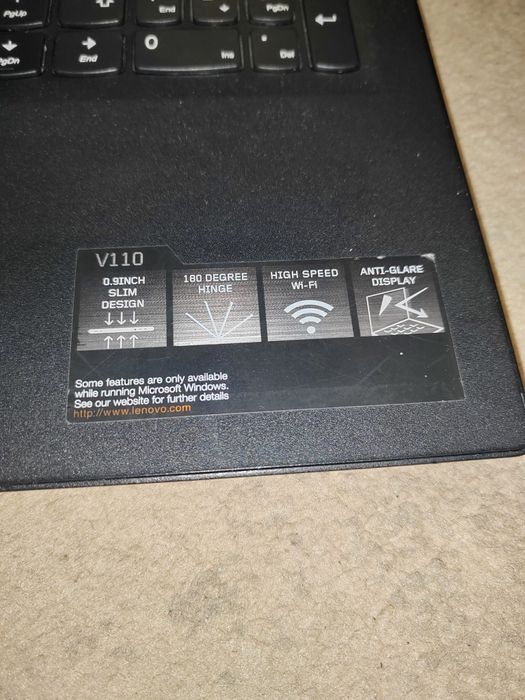 PgUp
PgDn
PgDn
End
0
Ins
.
Del
End
V110
0.9INCH
SLIM
DESIGN
180 DEGREE
HINGE
HIGH SPEED
Wi-Fi
ANTI-GLARE
DISPLAY
Some features are only available
while running Microsoft Windows.
See our website for further details
http://www.lenovo.com